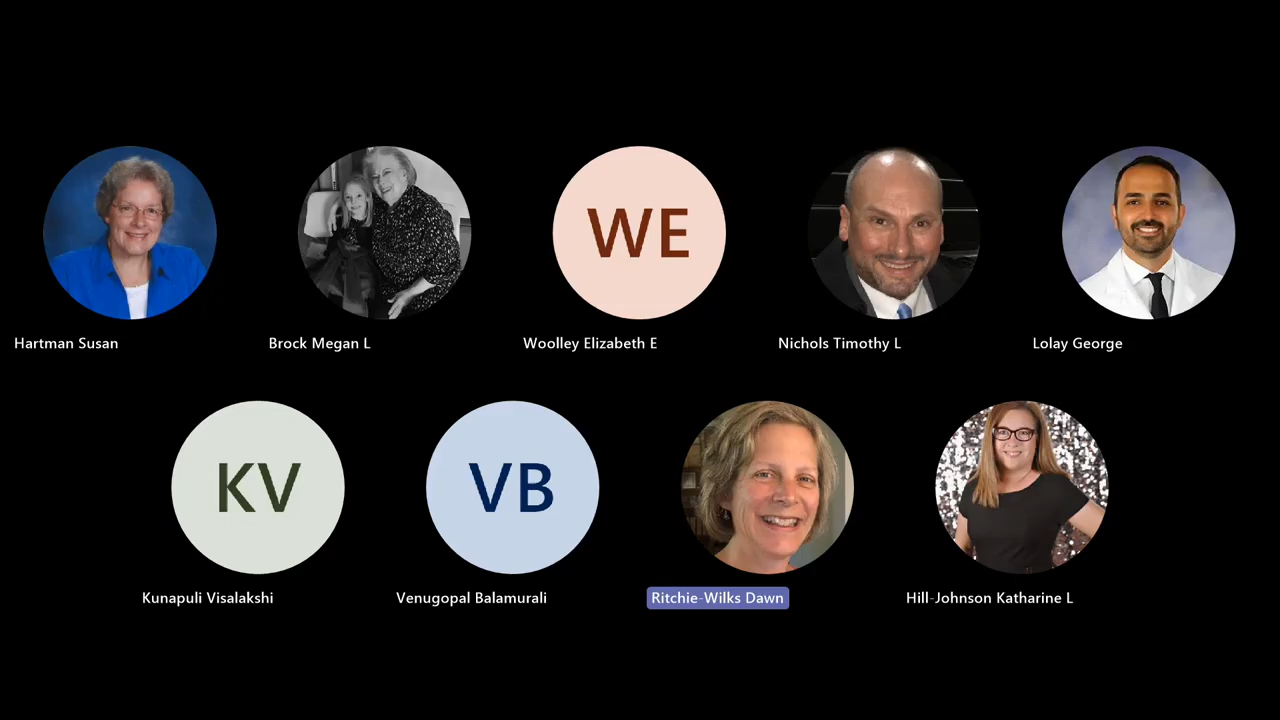 WE
Hartman Susan
Brock Megan L
Woolley Elizabeth E
Nichols Timothy L
Lolay George
KV
VB
Kunapuli Visalakshi
Venugopal Balamurali
Ritchie-Wilks Dawn
Hill-Johnson Katharine L